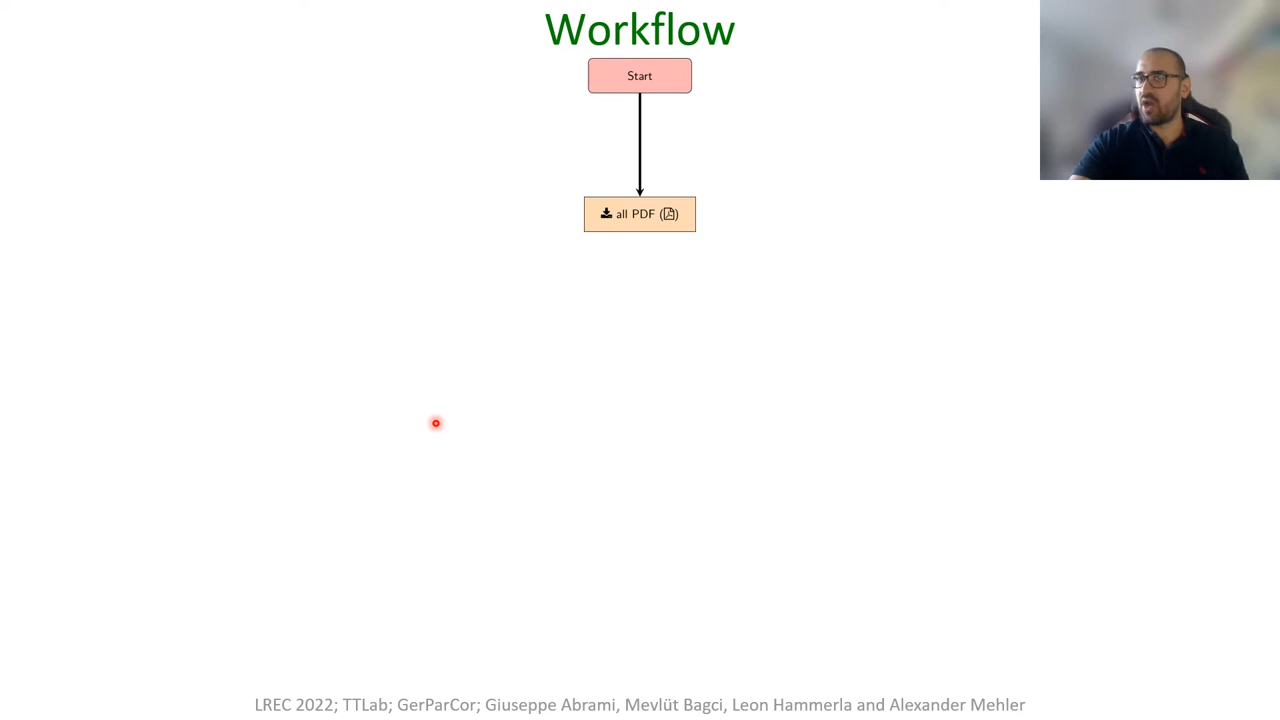 Workflow
Start
all PDF ()
LREC 2022; TTLab; GerParCor; Giuseppe Abrami, Mevlüt Bagci, Leon Hammerla and Alexander Mehler